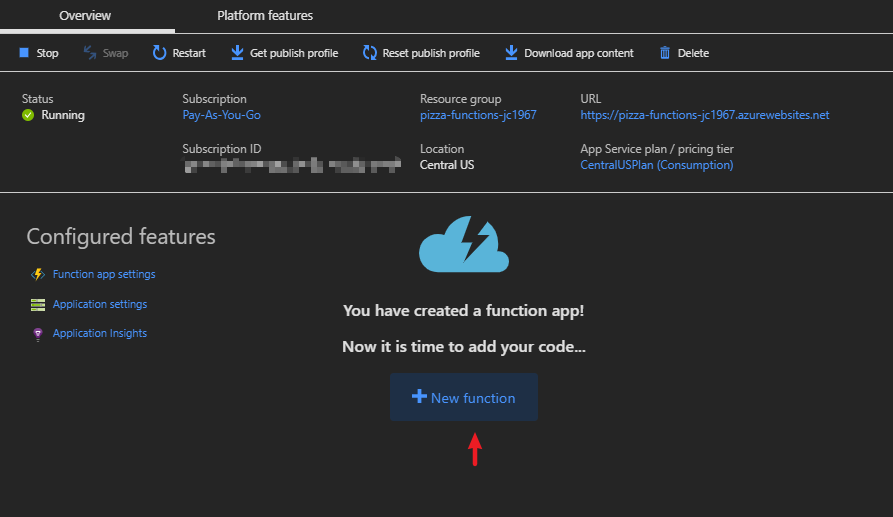 Overview Platform features
Stop Swap Restart Get publish profile Reset publish profile Download app content Delete
Status Subscription Resource group URL
Running Pay-As-You-Go pizza-functions-jc1967 https://pizza-functions-jc1967.azurewebsites.net
Subscription ID Location App Service plan / pricing tier
Central US CentralUSPlan (Consumption)
Configured features
Function app settings
Application settings
Application Insights
You have created a function app!
Now it is time to add your code...
New function